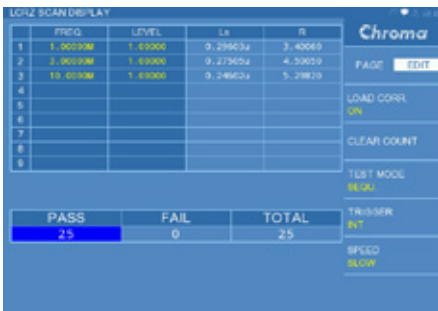 LCRZ SCAN DISPLAY
Chroma
FREQ. LEVEL Ls R
1 1.00000M 1.00000 0.29603u 3.40060
2 3.00000M 1.00000 0.27505u 4.50050
3 10.0000M 1.00000 0.24602u 5.29820
4
5
6
7
8
9
PASS FAIL TOTAL
25 0 25
PAGE EDIT
LOAD CORR.
ON
CLEAR COUNT
TEST MODE
SEQU.
TRIGGER
INT
SPEED
SLOW